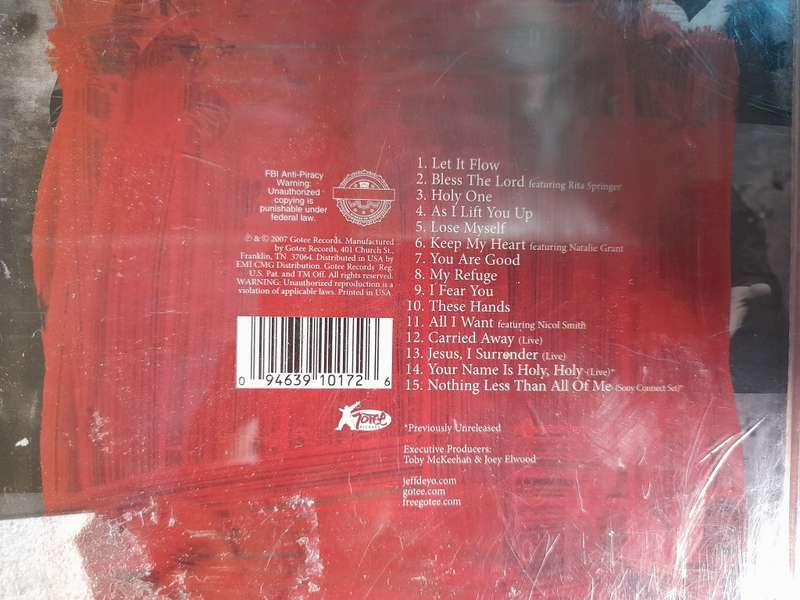 FBI Anti-Piracy
Warning:
Unauthorized
copying is
punishable under
federal law.
℗ & © 2007 Gotee Records. Manufactured
by Gotee Records, 401 Church St.,
Franklin, TN 37064. Distributed in USA by
EMI CMG Distribution. Gotee Records Reg.
U.S. Pat. and TM Off. All rights reserved.
WARNING: Unauthorized reproduction is a
violation of applicable laws. Printed in USA.
0 94639 10172 6
GOTEE
RECORDS
1. Let It Flow
2. Bless The Lord featuring Rita Springer
3. Holy One
4. As I Lift You Up
5. Lose Myself
6. Keep My Heart featuring Natalie Grant
7. You Are Good
8. My Refuge
9. I Fear You
10. These Hands
11. All I Want featuring Nicol Smith
12. Carried Away (Live)
13. Jesus, I Surrender (Live)
14. Your Name Is Holy, Holy (Live)*
15. Nothing Less Than All Of Me (Sony Connect Set)*
*Previously Unreleased
Executive Producers:
Toby McKeehan & Joey Elwood
jeffdeyo.com
gotee.com
freegotee.com